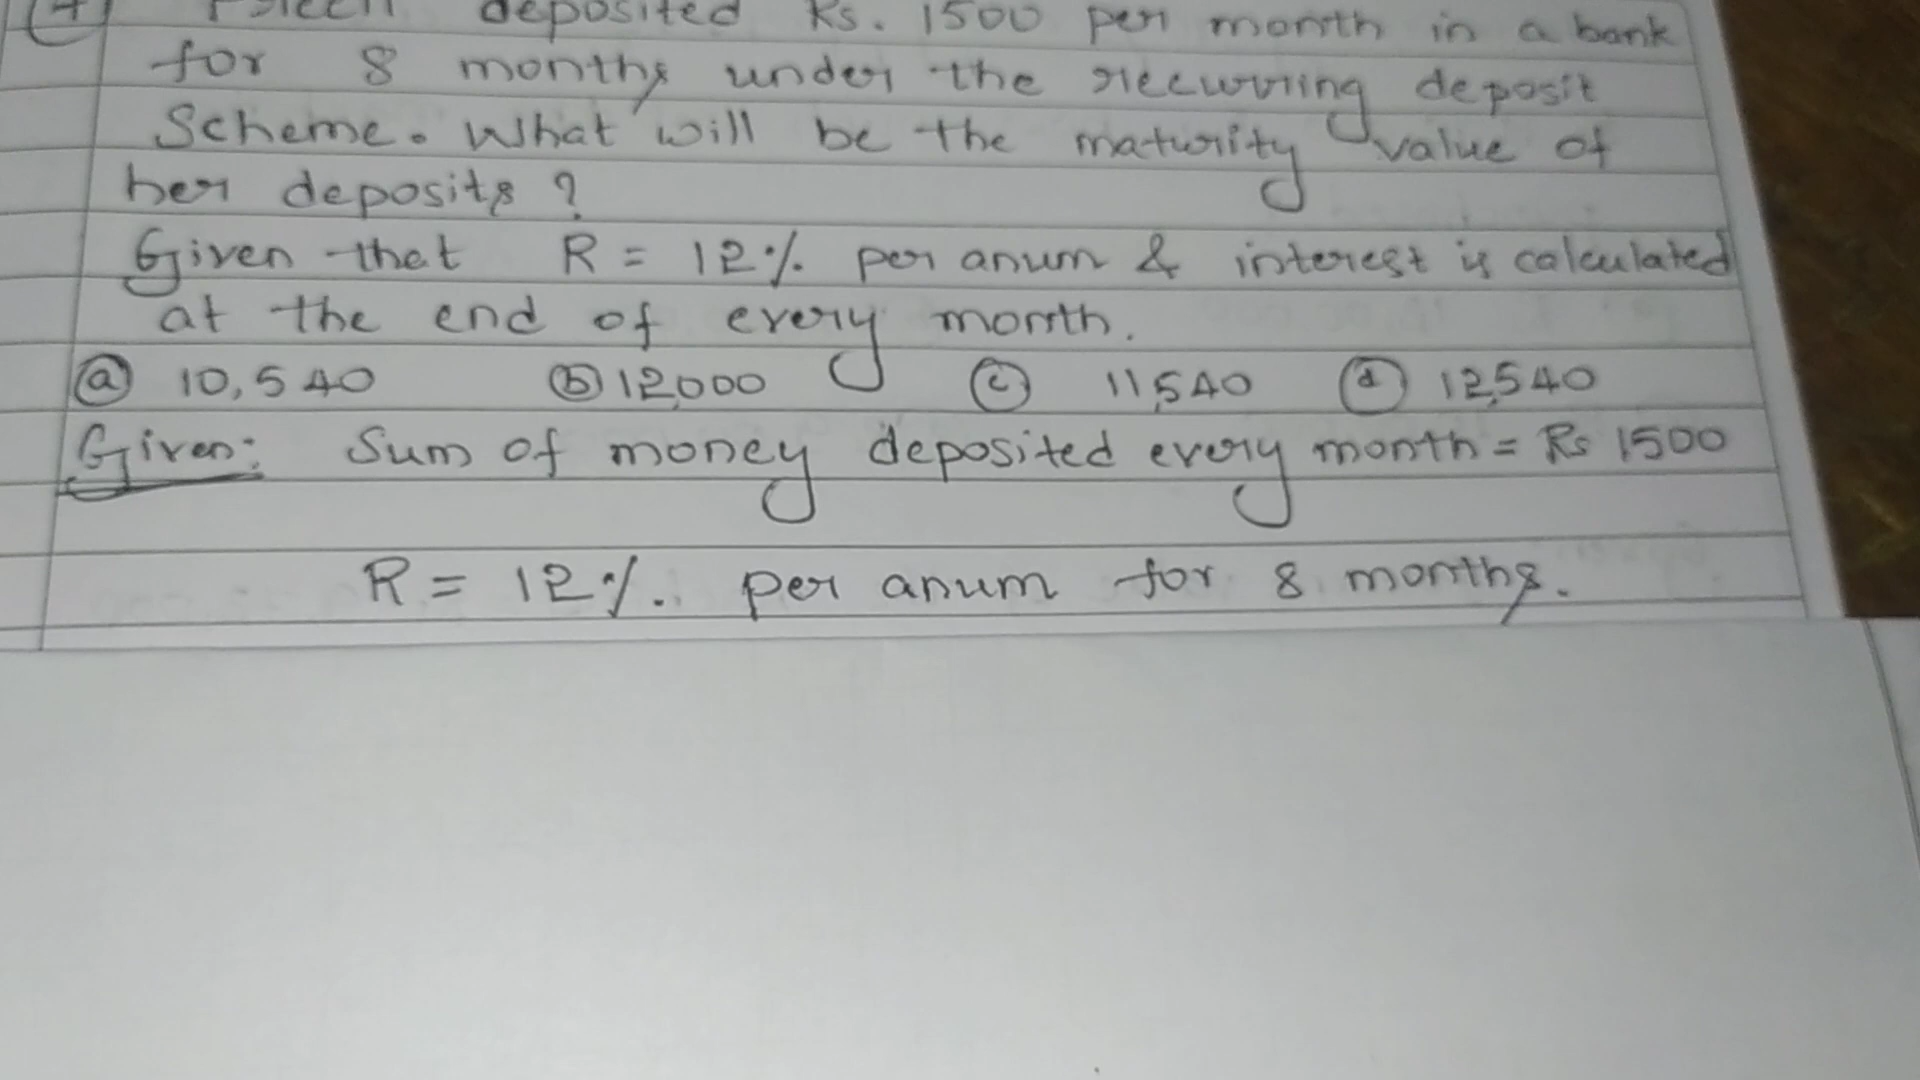 deposited Rs. 1500 per month in a bank
for 8 months under the recurring deposit
Scheme. What will be the maturity value of
her deposits ?
Given that R = 12% per anum & interest is calculated
at the end of every month.
(a) 10,540 (b) 12,000 (c) 11,540 (d) 12,540
Given: Sum of money deposited every month = Rs 1500
R = 12%. per anum for 8 months.